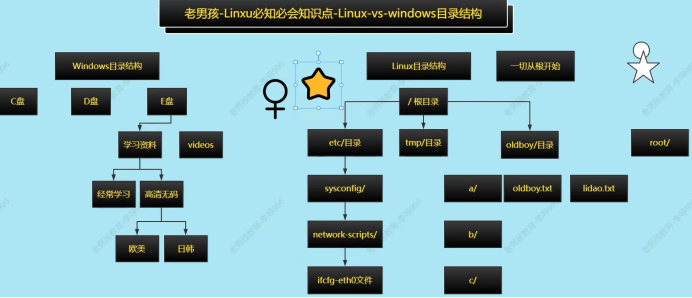 老男孩-Linxu必知必会知识点-Linux-vs-windows目录结构
Windows目录结构
Linux目录结构
一切从根开始
C盘
D盘
E盘
/ 根目录
学习资料
videos
etc/目录
tmp/目录
oldboy/目录
root/
经常学习
高清无码
sysconfig/
a/
oldboy.txt
lidao.txt
欧美
日韩
network-scripts/
b/
ifcfg-eth0文件
c/